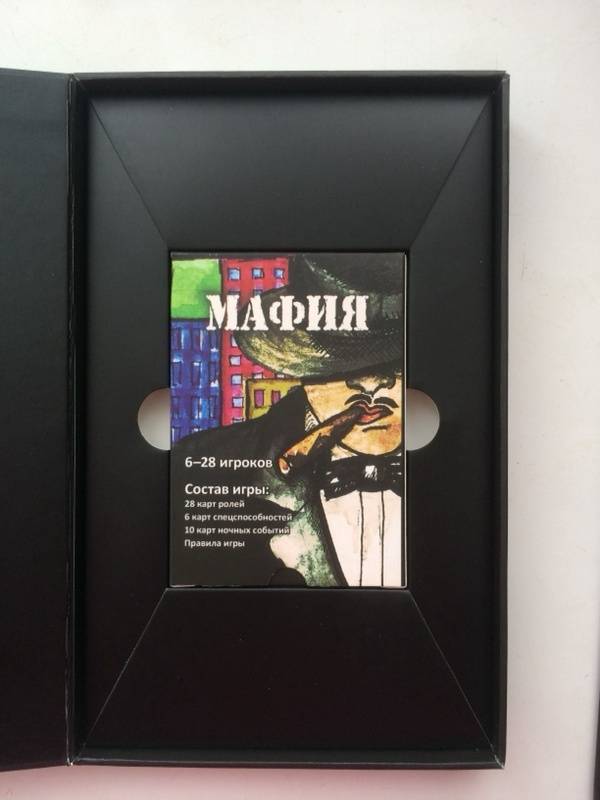 МАФИЯ
6–28 игроков
Состав игры:
28 карт ролей
6 карт спецспособностей
10 карт ночных событий
Правила игры